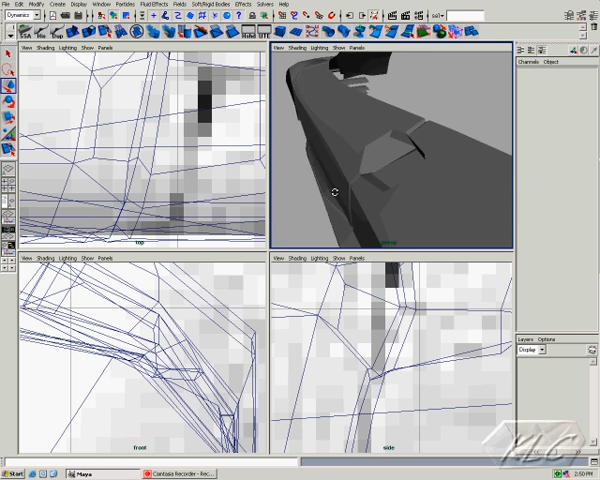 File Edit Modify Create Display Window Particles Fluid Effects Fields Soft/Rigid Bodies Effects Solvers Help
Dynamics
sel
Hist
View Shading Lighting Show Panels
View Shading Lighting Show Panels
Channels Object
top
persp
View Shading Lighting Show Panels
View Shading Lighting Show Panels
Layers Options
Display
front
side
Start
Maya
Camtasia Recorder - Rec...
2:50 PM